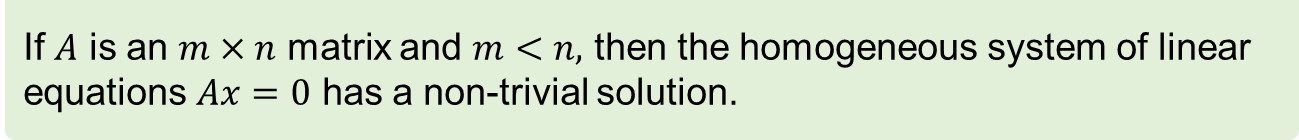 If 𝐴 is an 𝑚 × 𝑛 matrix and 𝑚 < 𝑛, then the homogeneous system of linear
equations 𝐴𝑥 = 0 has a non-trivial solution.